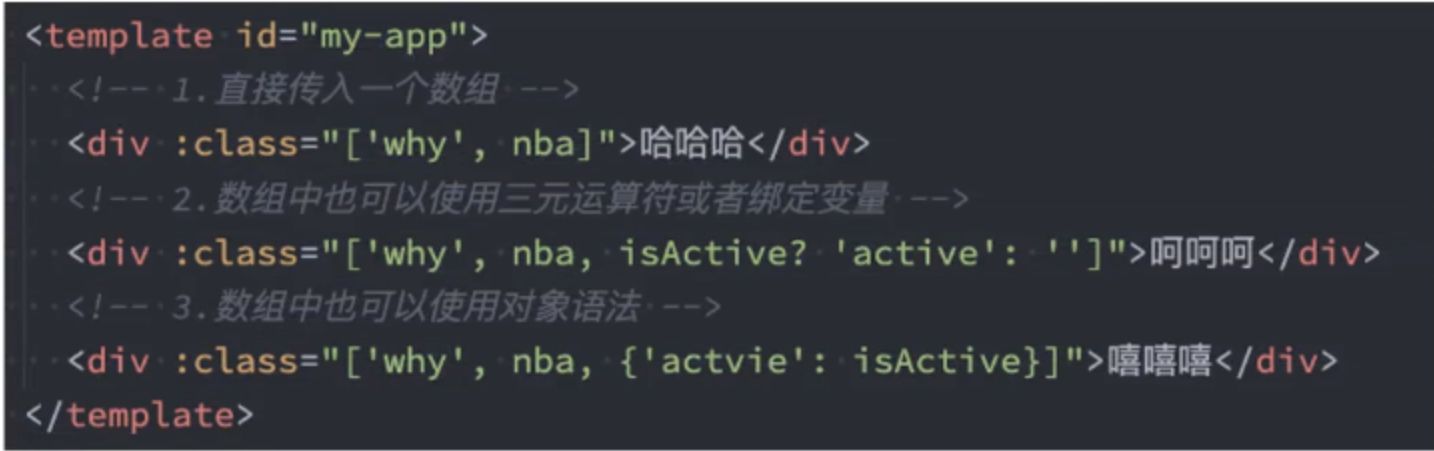 <template id="my-app">
<!-- 1.直接传入一个数组 -->
<div :class="['why', nba]">哈哈哈</div>
<!-- 2.数组中也可以使用三元运算符或者绑定变量 -->
<div :class="['why', nba, isActive? 'active': '']">呵呵呵</div>
<!-- 3.数组中也可以使用对象语法 -->
<div :class="['why', nba, {'actvie': isActive}]">嘻嘻嘻</div>
</template>